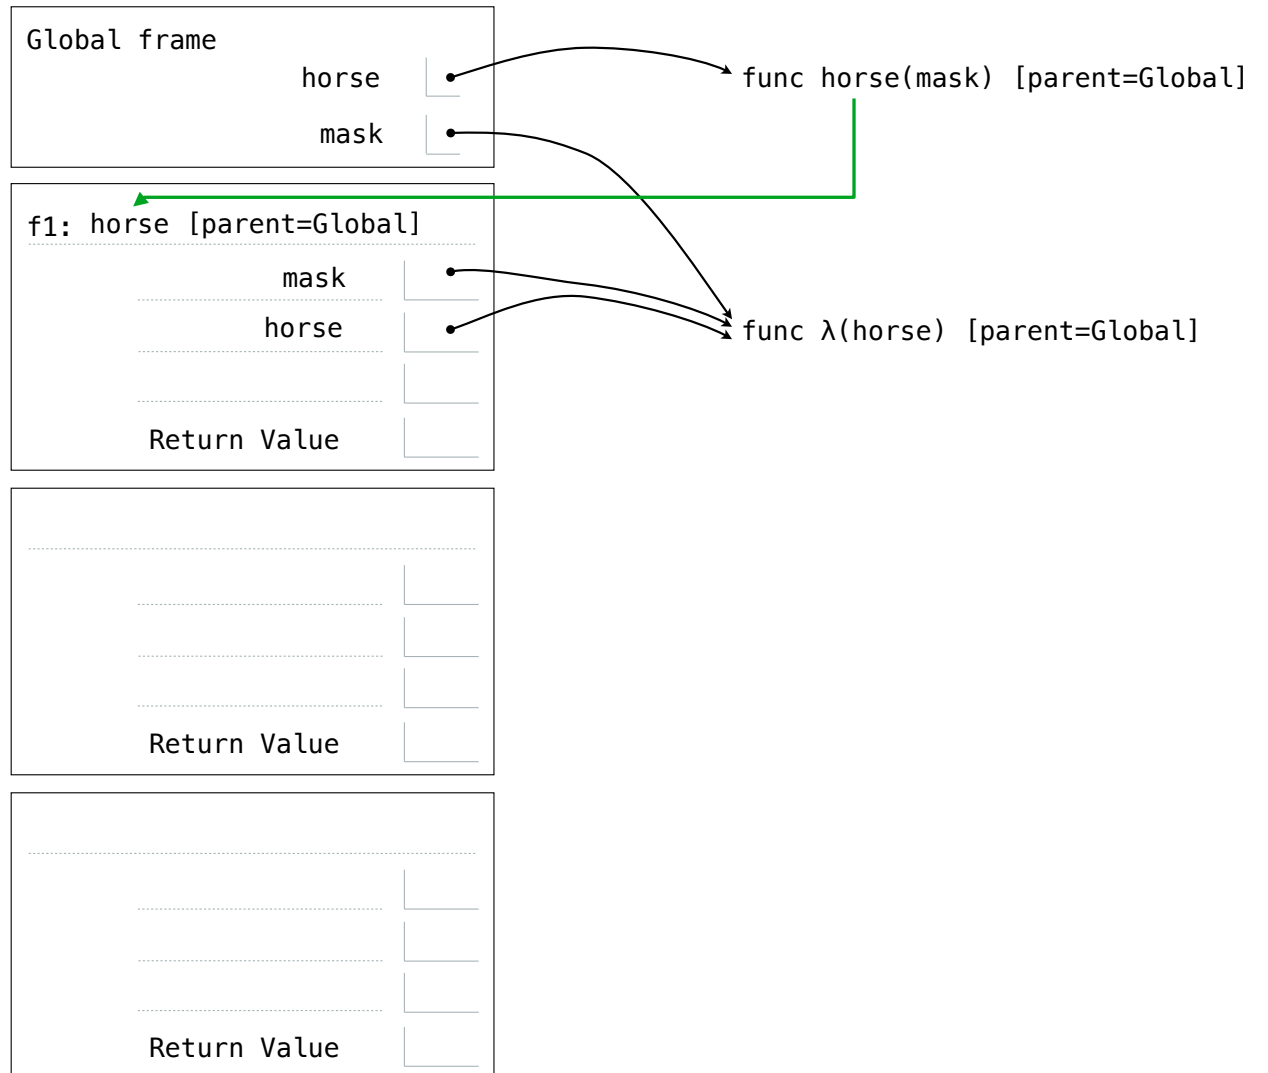 Global frame
horse
func horse(mask) [parent=Global]
mask
f1: horse [parent=Global]
mask
horse
func λ(horse) [parent=Global]
Return Value
Return Value
Return Value